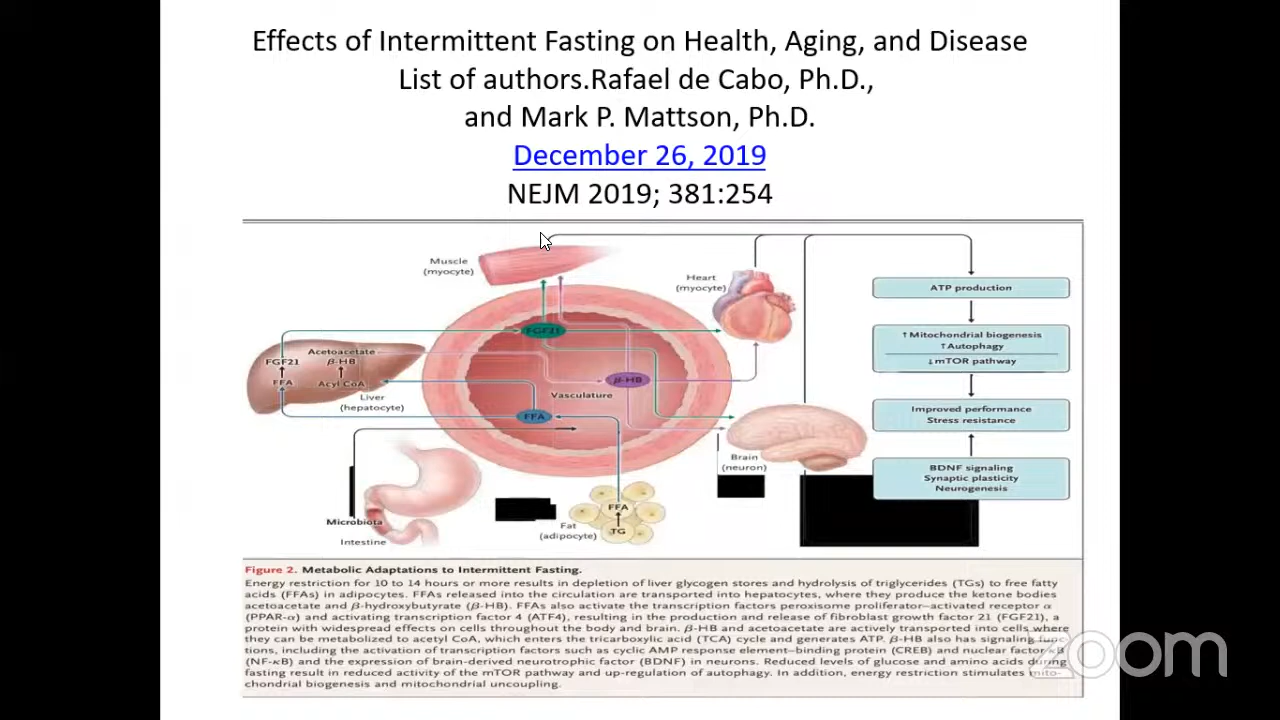 Effects of Intermittent Fasting on Health, Aging, and Disease
List of authors.Rafael de Cabo, Ph.D.,
and Mark P. Mattson, Ph.D.
December 26, 2019
NEJM 2019; 381:254
Muscle
(myocyte)
Heart
(myocyte)
ATP production
FGF21
↑Mitochondrial biogenesis
↑Autophagy
↓mTOR pathway
FGF21
Acetoacetate
β-HB
FFA
Acyl CoA
Liver
(hepatocyte)
β-HB
Vasculature
FFA
Improved performance
Stress resistance
Brain
(neuron)
BDNF signaling
Synaptic plasticity
Neurogenesis
Microbiota
Intestine
Fat
(adipocyte)
FFA
TG
Figure 2. Metabolic Adaptations to Intermittent Fasting.
Energy restriction for 10 to 14 hours or more results in depletion of liver glycogen stores and hydrolysis of triglycerides (TGs) to free fatty
acids (FFAs) in adipocytes. FFAs released into the circulation are transported into hepatocytes, where they produce the ketone bodies
acetoacetate and β-hydroxybutyrate (β-HB). FFAs also activate the transcription factors peroxisome proliferator–activated receptor α
(PPAR-α) and activating transcription factor 4 (ATF4), resulting in the production and release of fibroblast growth factor 21 (FGF21), a
protein with widespread effects on cells throughout the body and brain. β-HB and acetoacetate are actively transported into cells where
they can be metabolized to acetyl CoA, which enters the tricarboxylic acid (TCA) cycle and generates ATP. β-HB also has signaling func-
tions, including the activation of transcription factors such as cyclic AMP response element–binding protein (CREB) and nuclear factor κB
(NF-κB) and the expression of brain-derived neurotrophic factor (BDNF) in neurons. Reduced levels of glucose and amino acids during
fasting result in reduced activity of the mTOR pathway and up-regulation of autophagy. In addition, energy restriction stimulates mito-
chondrial biogenesis and mitochondrial uncoupling.
zoom